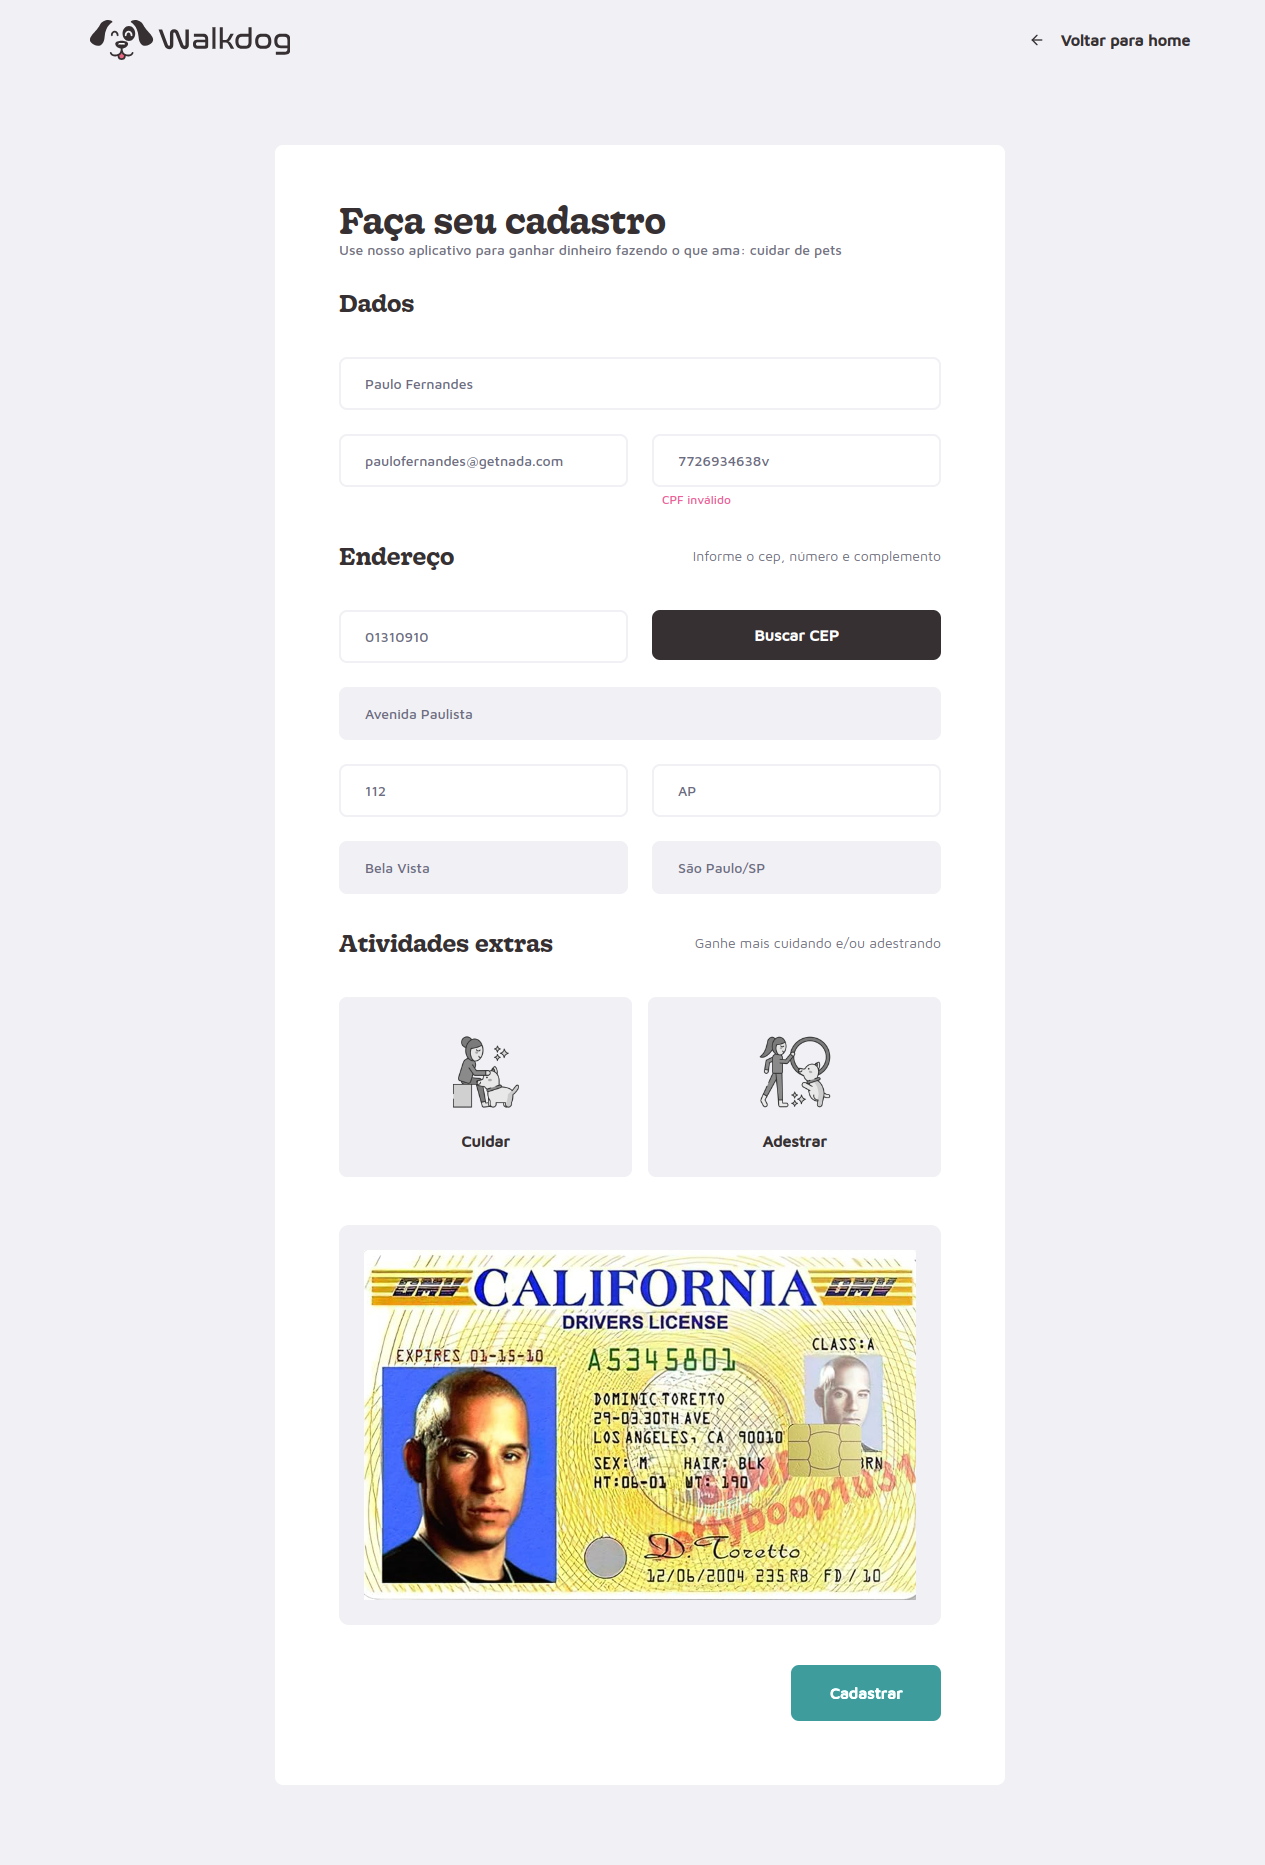 Walkdog
Voltar para home
Faça seu cadastro
Use nosso aplicativo para ganhar dinheiro fazendo o que ama: cuidar de pets
Dados
Paulo Fernandes
paulofernandes@getnada.com
7726934638v
CPF inválido
Endereço
Informe o cep, número e complemento
01310910
Buscar CEP
Avenida Paulista
112
AP
Bela Vista
São Paulo/SP
Atividades extras
Ganhe mais cuidando e/ou adestrando
Cuidar
Adestrar
DMV CALIFORNIA DMV
DRIVERS LICENSE
CLASS:A
EXPIRES 01-15-10
A5345801
DOMINIC TORETTO
29-03.30TH AVE
LOS ANGELES, CA 90010
SEX: M HAIR: BLK BRN
HT:06-01 WT: 190
D. Toretto
12/06/2004 235 RB FD / 10
Cadastrar